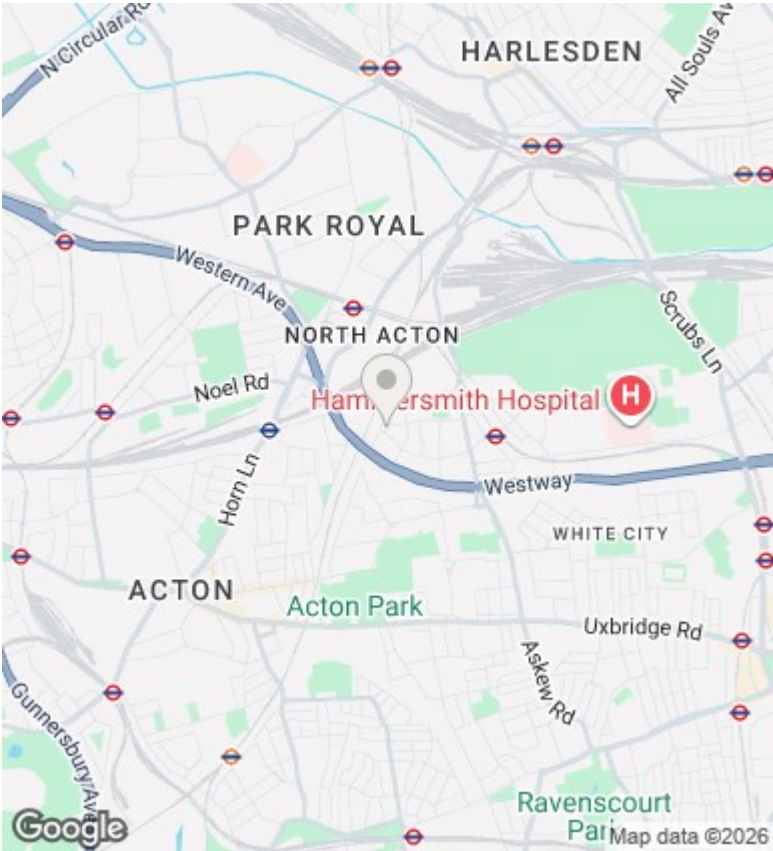 N Circular Ro
HARLESDEN
All Souls Av
PARK ROYAL
Western Ave
NORTH ACTON
Scrubs Ln
Noel Rd
Hammersmith Hospital
H
Horn Ln
Westway
WHITE CITY
ACTON
Acton Park
Uxbridge Rd
Askew Rd
Gunnersbury Ave
Ravenscourt
Park
Google
Map data ©2026